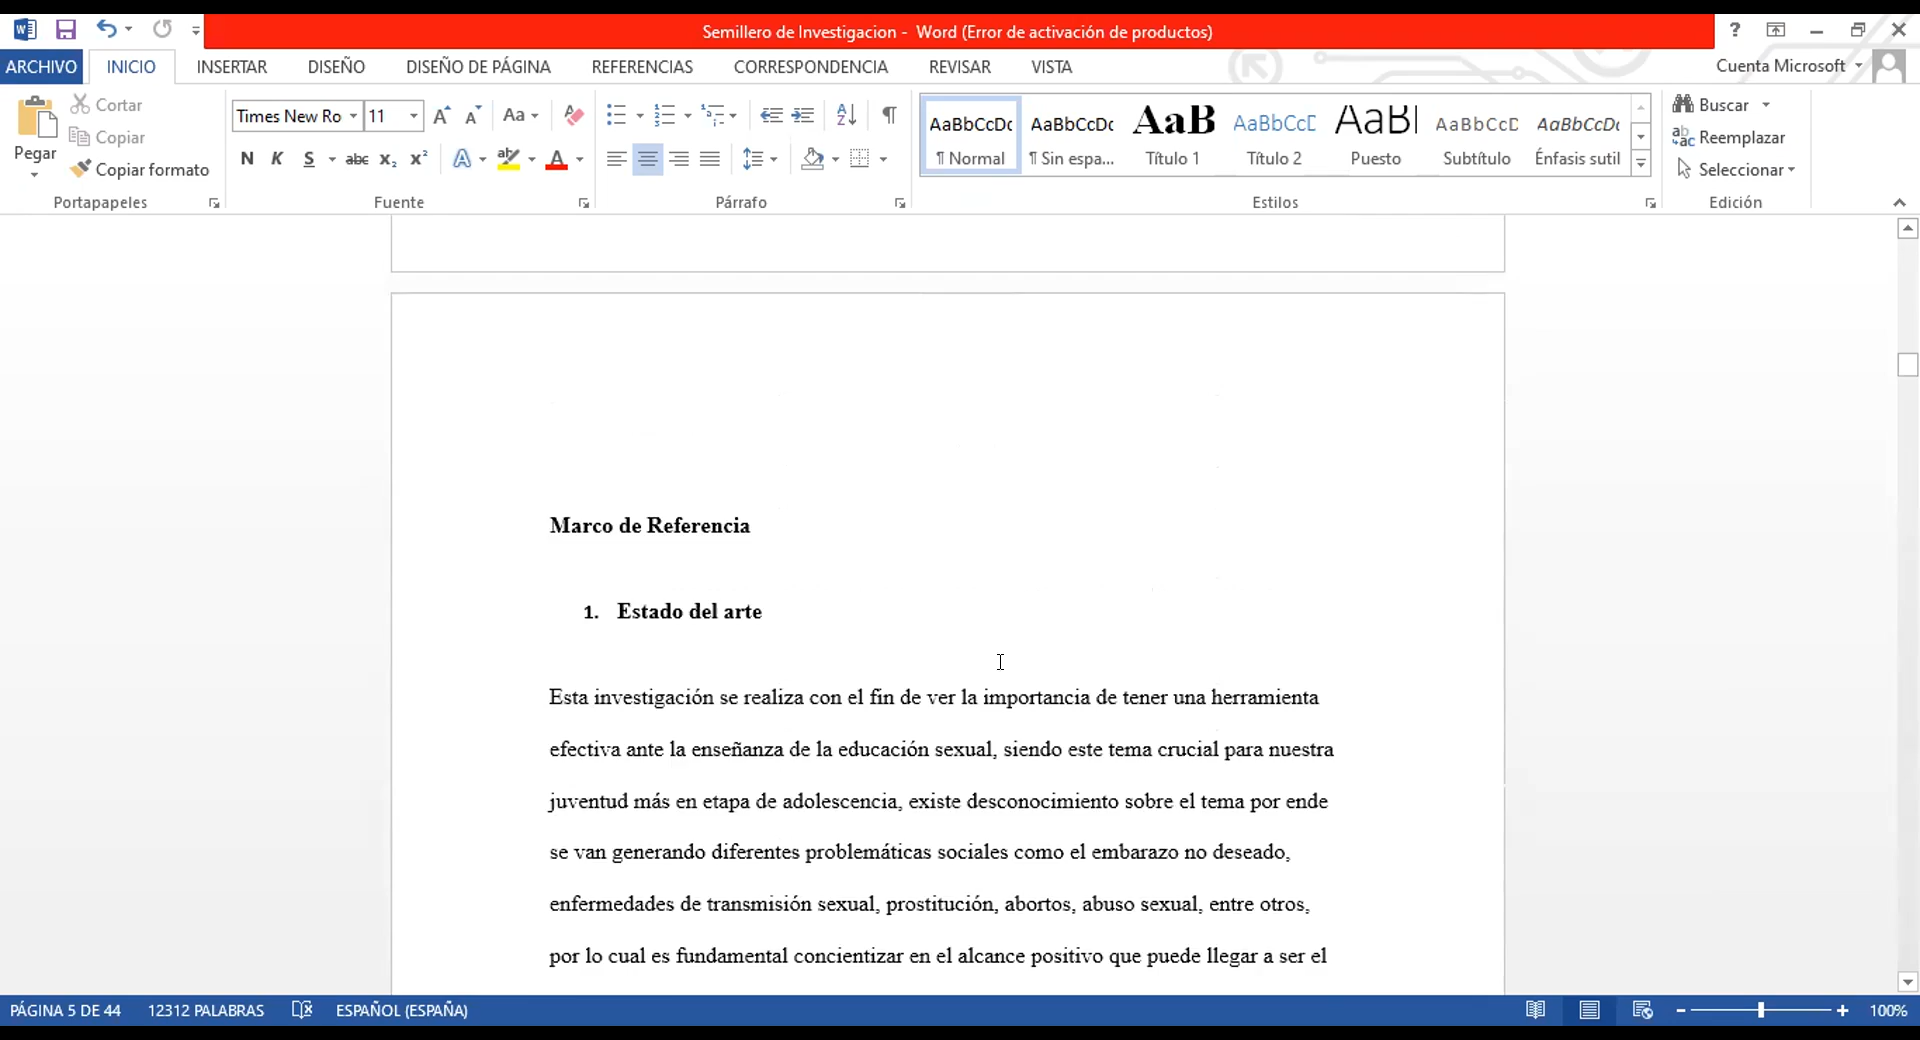 Semillero de Investigacion - Word (Error de activación de productos)
?
ARCHIVO INICIO INSERTAR DISEÑO DISEÑO DE PÁGINA REFERENCIAS CORRESPONDENCIA REVISAR VISTA Cuenta Microsoft
Pegar
Cortar
Copiar
Copiar formato
Portapapeles
Times New Ro 11 Aa
N K S abc x₂ x² A A
Fuente
Párrafo
AaBbCcDc AaBbCcDc AaB AaBbCcD AaBl AaBbCcD AaBbCcDc
¶ Normal ¶ Sin espa... Título 1 Título 2 Puesto Subtítulo Énfasis sutil
Estilos
Buscar
Reemplazar
Seleccionar
Edición
Marco de Referencia
1. Estado del arte
Esta investigación se realiza con el fin de ver la importancia de tener una herramienta
efectiva ante la enseñanza de la educación sexual, siendo este tema crucial para nuestra
juventud más en etapa de adolescencia, existe desconocimiento sobre el tema por ende
se van generando diferentes problemáticas sociales como el embarazo no deseado,
enfermedades de transmisión sexual, prostitución, abortos, abuso sexual, entre otros,
por lo cual es fundamental concientizar en el alcance positivo que puede llegar a ser el
PÁGINA 5 DE 44 12312 PALABRAS ESPAÑOL (ESPAÑA) 100%